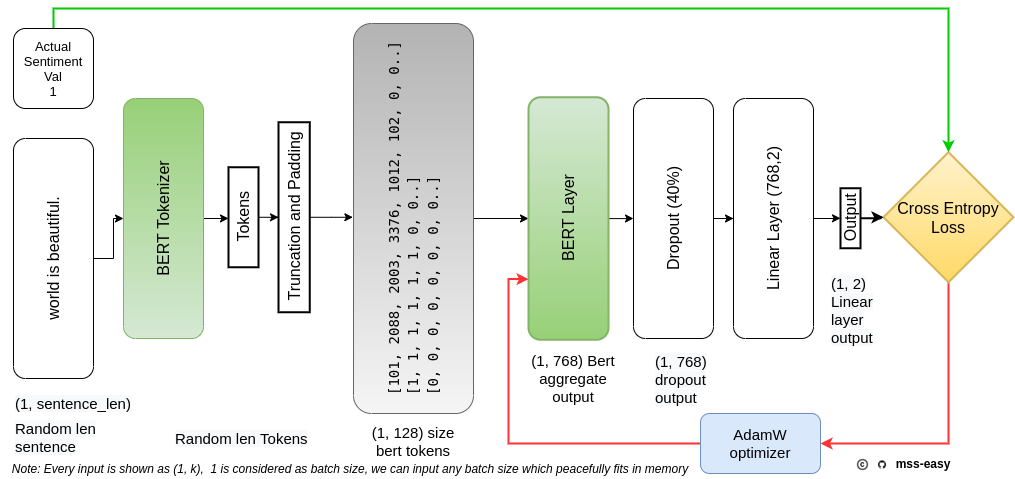 Actual
Sentiment
Val
1
world is beautiful.
(1, sentence_len)
Random len
sentence
BERT Tokenizer
Tokens
Random len Tokens
Truncation and Padding
[101, 2088, 2003, 3376, 1012, 102, 0, 0..]
[1, 1, 1, 1, 1, 1, 0, 0..]
[0, 0, 0, 0, 0, 0, 0, 0..]
(1, 128) size
bert tokens
BERT Layer
(1, 768) Bert
aggregate
output
Dropout (40%)
(1, 768)
dropout
output
Linear Layer (768,2)
Output
(1, 2)
Linear
layer
output
Cross Entropy
Loss
AdamW
optimizer
Note: Every input is shown as (1, k), 1 is considered as batch size, we can input any batch size which peacefully fits in memory
© mss-easy